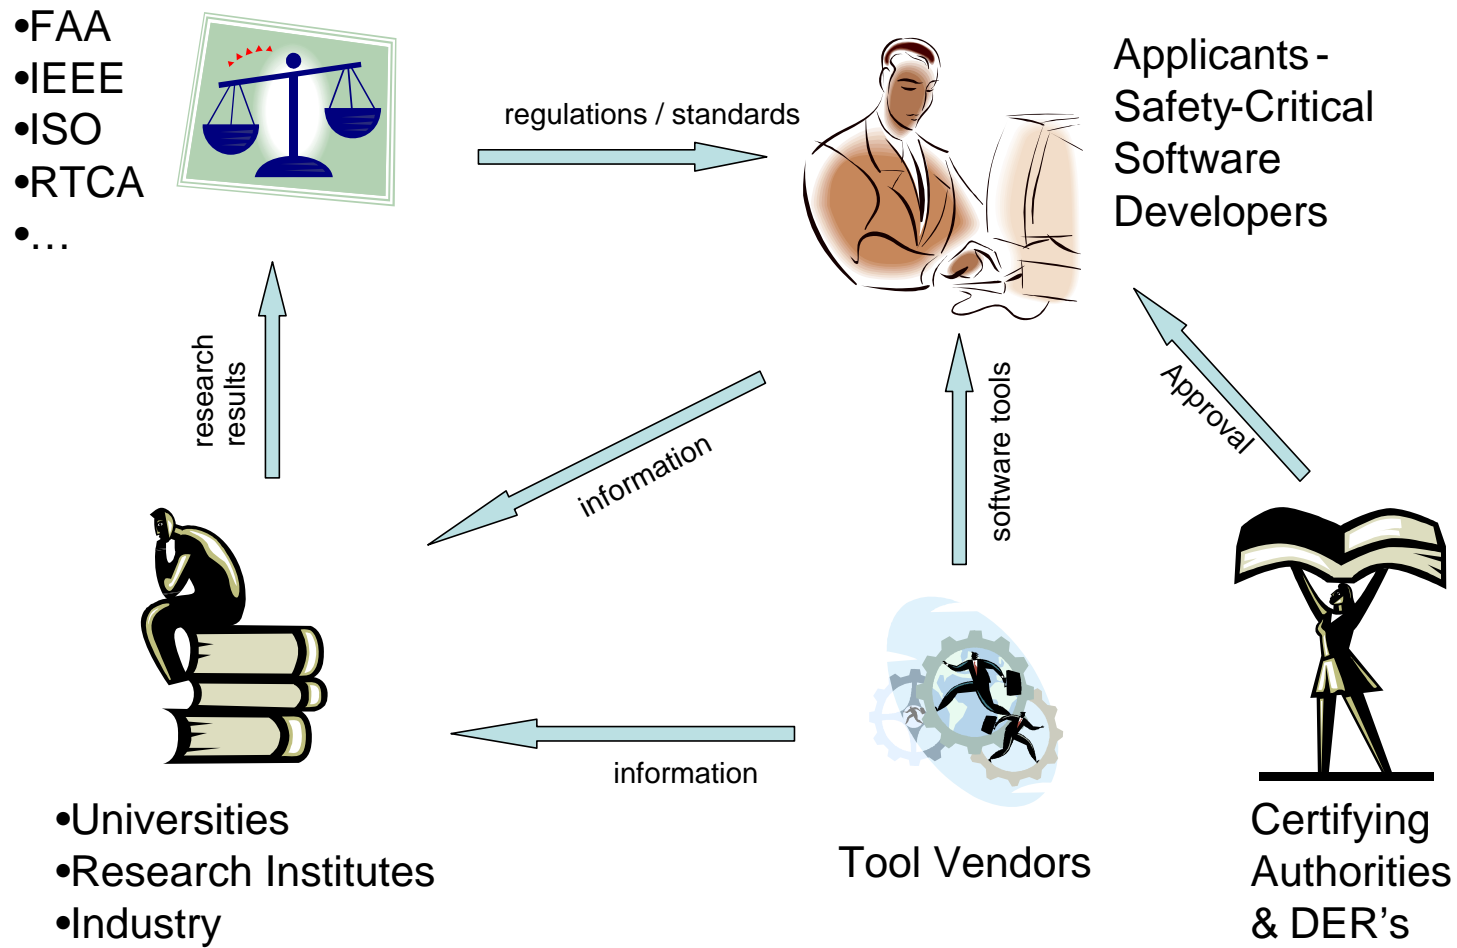 •FAA
•IEEE
•ISO
•RTCA
•…
regulations / standards
Applicants -
Safety-Critical
Software
Developers
research
results
information
software tools
Approval
information
•Universities
•Research Institutes
•Industry
Tool Vendors
Certifying
Authorities
& DER’s